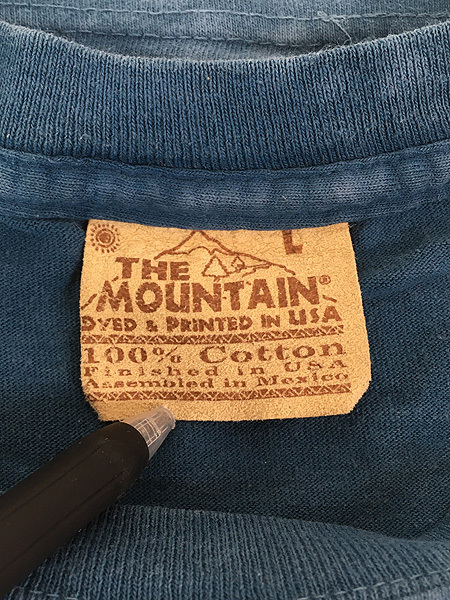 L
THE
MOUNTAIN®
DYED & PRINTED IN USA
100% Cotton
Finished in USA
Assembled in Mexico